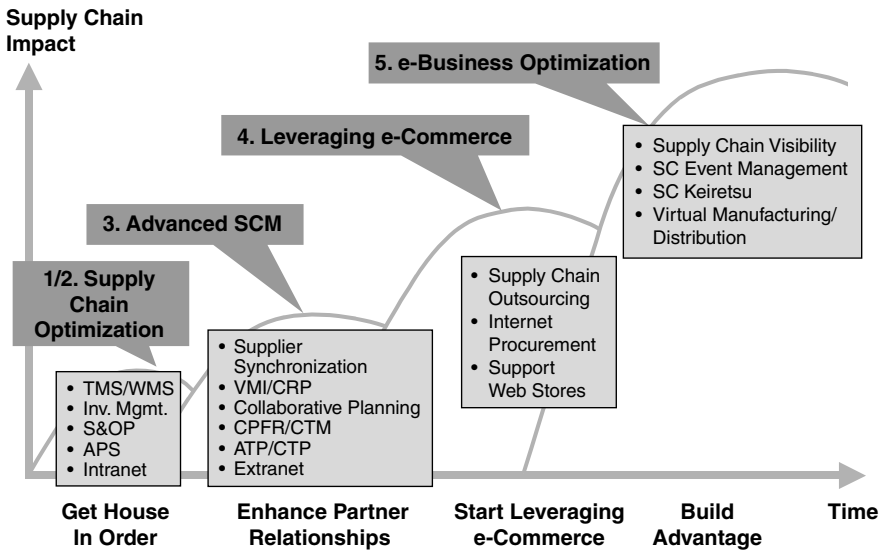 Supply Chain
Impact
5. e-Business Optimization
4. Leveraging e-Commerce
3. Advanced SCM
1/2. Supply
Chain
Optimization
• TMS/WMS
• Inv. Mgmt.
• S&OP
• APS
• Intranet
• Supplier
Synchronization
• VMI/CRP
• Collaborative Planning
• CPFR/CTM
• ATP/CTP
• Extranet
• Supply Chain
Outsourcing
• Internet
Procurement
• Support
Web Stores
• Supply Chain Visibility
• SC Event Management
• SC Keiretsu
• Virtual Manufacturing/
Distribution
Get House
In Order
Enhance Partner
Relationships
Start Leveraging
e-Commerce
Build
Advantage
Time